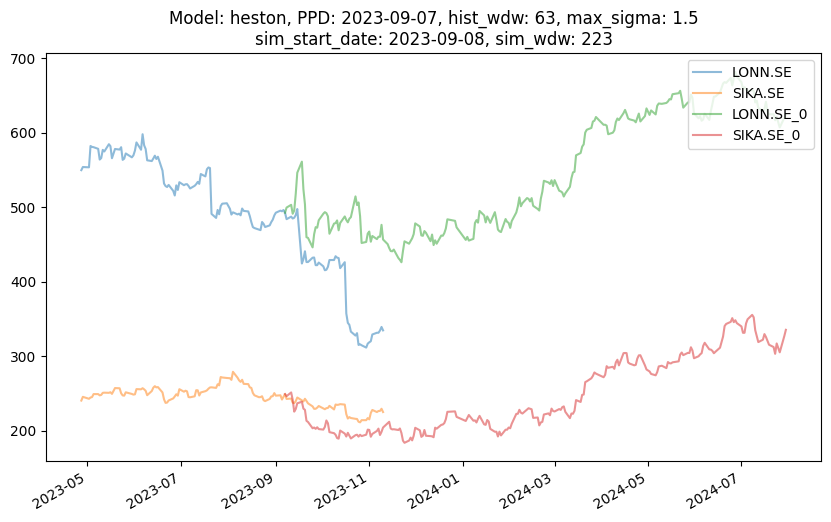 Model: heston, PPD: 2023-09-07, hist_wdw: 63, max_sigma: 1.5
sim_start_date: 2023-09-08, sim_wdw: 223
700
600
500
400
300
200
LONN.SE
SIKA.SE
LONN.SE_0
SIKA.SE_0
2023-05
2023-07
2023-09
2023-11
2024-01
2024-03
2024-05
2024-07